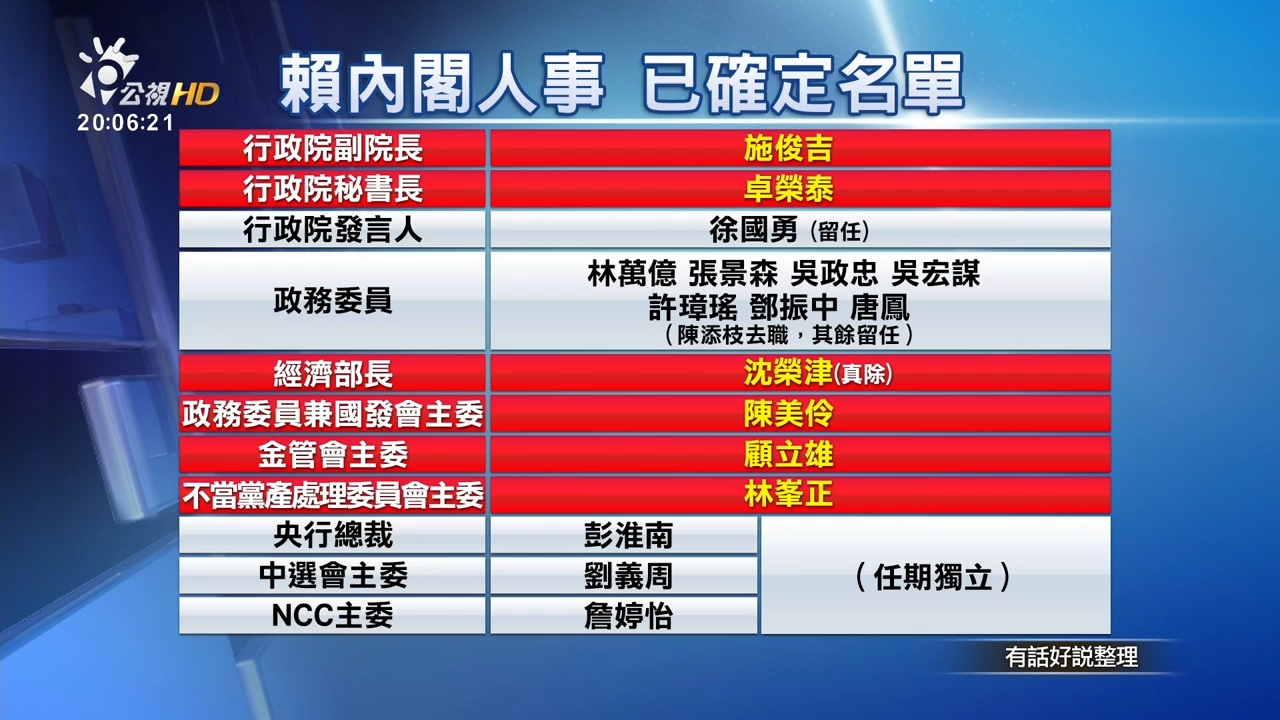 公視HD
20:06:21
賴內閣人事 已確定名單
行政院副院長 施俊吉
行政院秘書長 卓榮泰
行政院發言人 徐國勇 (留任)
政務委員
林萬億 張景森 吳政忠 吳宏謀
許璋瑤 鄧振中 唐鳳
(陳添枝去職,其餘留任)
經濟部長 沈榮津(真除)
政務委員兼國發會主委 陳美伶
金管會主委 顧立雄
不當黨產處理委員會主委 林峯正
央行總裁 彭淮南
中選會主委 劉義周
(任期獨立)
NCC主委 詹婷怡
有話好說整理